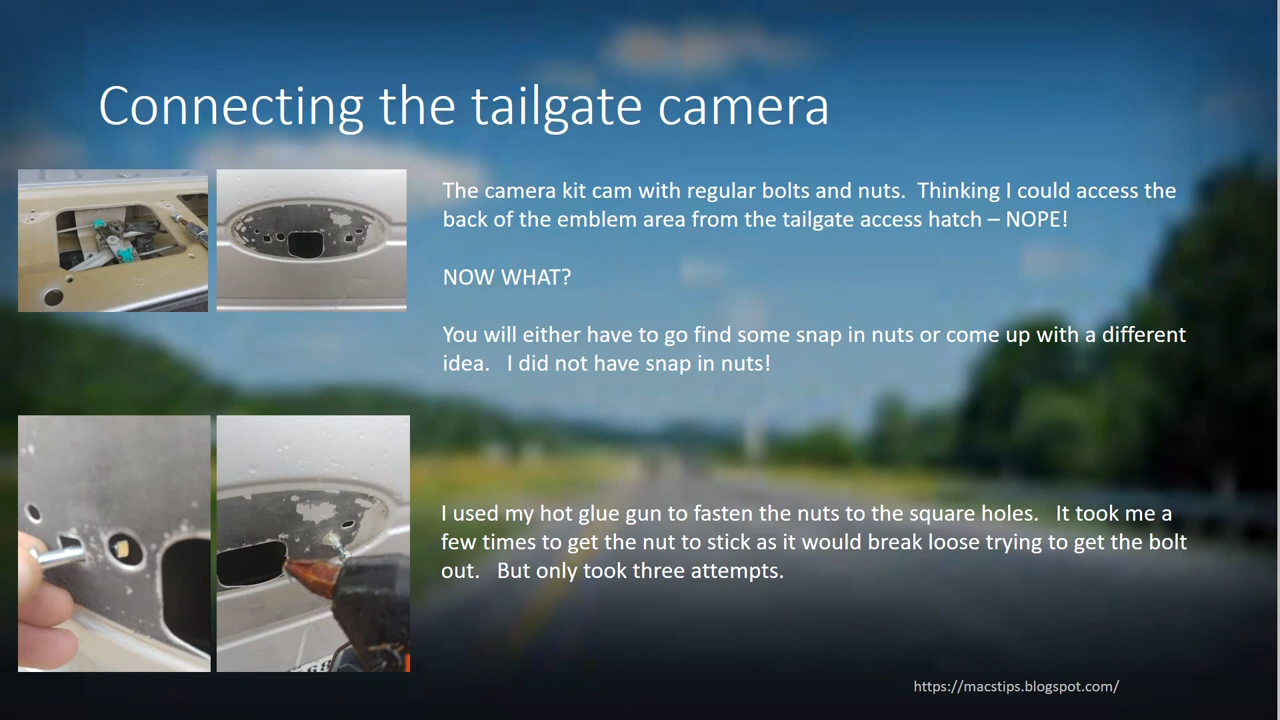 Connecting the tailgate camera
The camera kit cam with regular bolts and nuts.  Thinking I could access the
back of the emblem area from the tailgate access hatch – NOPE!
NOW WHAT?
You will either have to go find some snap in nuts or come up with a different
idea.   I did not have snap in nuts!
I used my hot glue gun to fasten the nuts to the square holes.   It took me a
few times to get the nut to stick as it would break loose trying to get the bolt
out.   But only took three attempts.
https://macstips.blogspot.com/